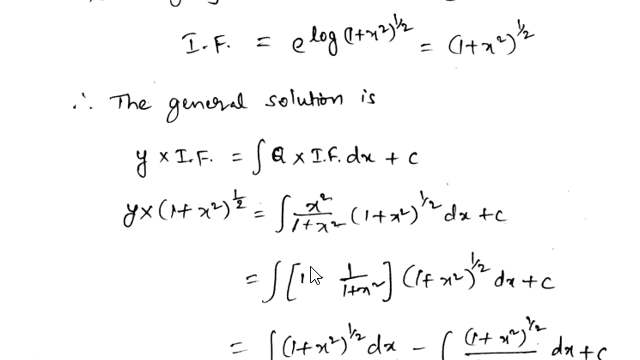 I.F. = e^{log (1+x²)^{1/2}} = (1+x²)^{1/2}
∴ The general solution is
y × I.F. = ∫ Q × I.F. dx + c
y × (1+x²)^{1/2} = ∫ x²/(1+x²) (1+x²)^{1/2} dx + c
= ∫ [1 1/(1+x²)] (1+x²)^{1/2} dx + c
= ∫ (1+x²)^{1/2} dx − ∫ (1+x²)^{1/2} dx + c